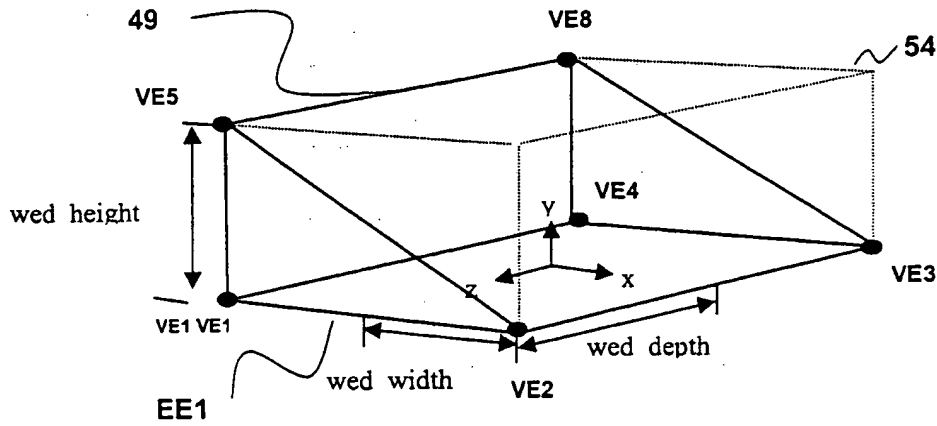 49
VE8
54
VE5
wed height
VE4
Y
Z
X
VE3
VE1 VE1
wed depth
wed width
VE2
EE1